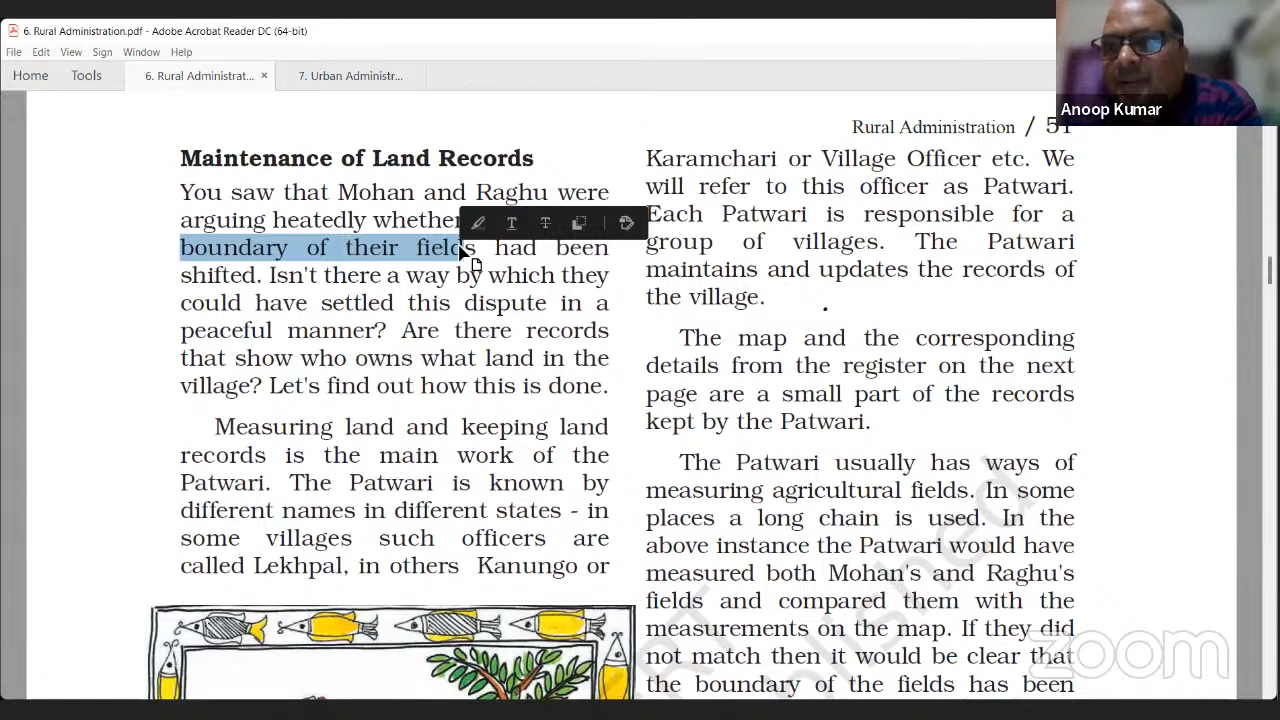 6. Rural Administration.pdf - Adobe Acrobat Reader DC (64-bit)
File Edit View Sign Window Help
Home Tools 6. Rural Administrat... × 7. Urban Administr...
Anoop Kumar
Rural Administration / 51
Maintenance of Land Records
You saw that Mohan and Raghu were
arguing heatedly whether
boundary of their fields had been
shifted. Isn't there a way by which they
could have settled this dispute in a
peaceful manner? Are there records
that show who owns what land in the
village? Let's find out how this is done.
Measuring land and keeping land
records is the main work of the
Patwari. The Patwari is known by
different names in different states - in
some villages such officers are
called Lekhpal, in others Kanungo or
Karamchari or Village Officer etc. We
will refer to this officer as Patwari.
Each Patwari is responsible for a
group of villages. The Patwari
maintains and updates the records of
the village.
The map and the corresponding
details from the register on the next
page are a small part of the records
kept by the Patwari.
The Patwari usually has ways of
measuring agricultural fields. In some
places a long chain is used. In the
above instance the Patwari would have
measured both Mohan's and Raghu's
fields and compared them with the
measurements on the map. If they did
not match then it would be clear that
the boundary of the fields has been
zoom